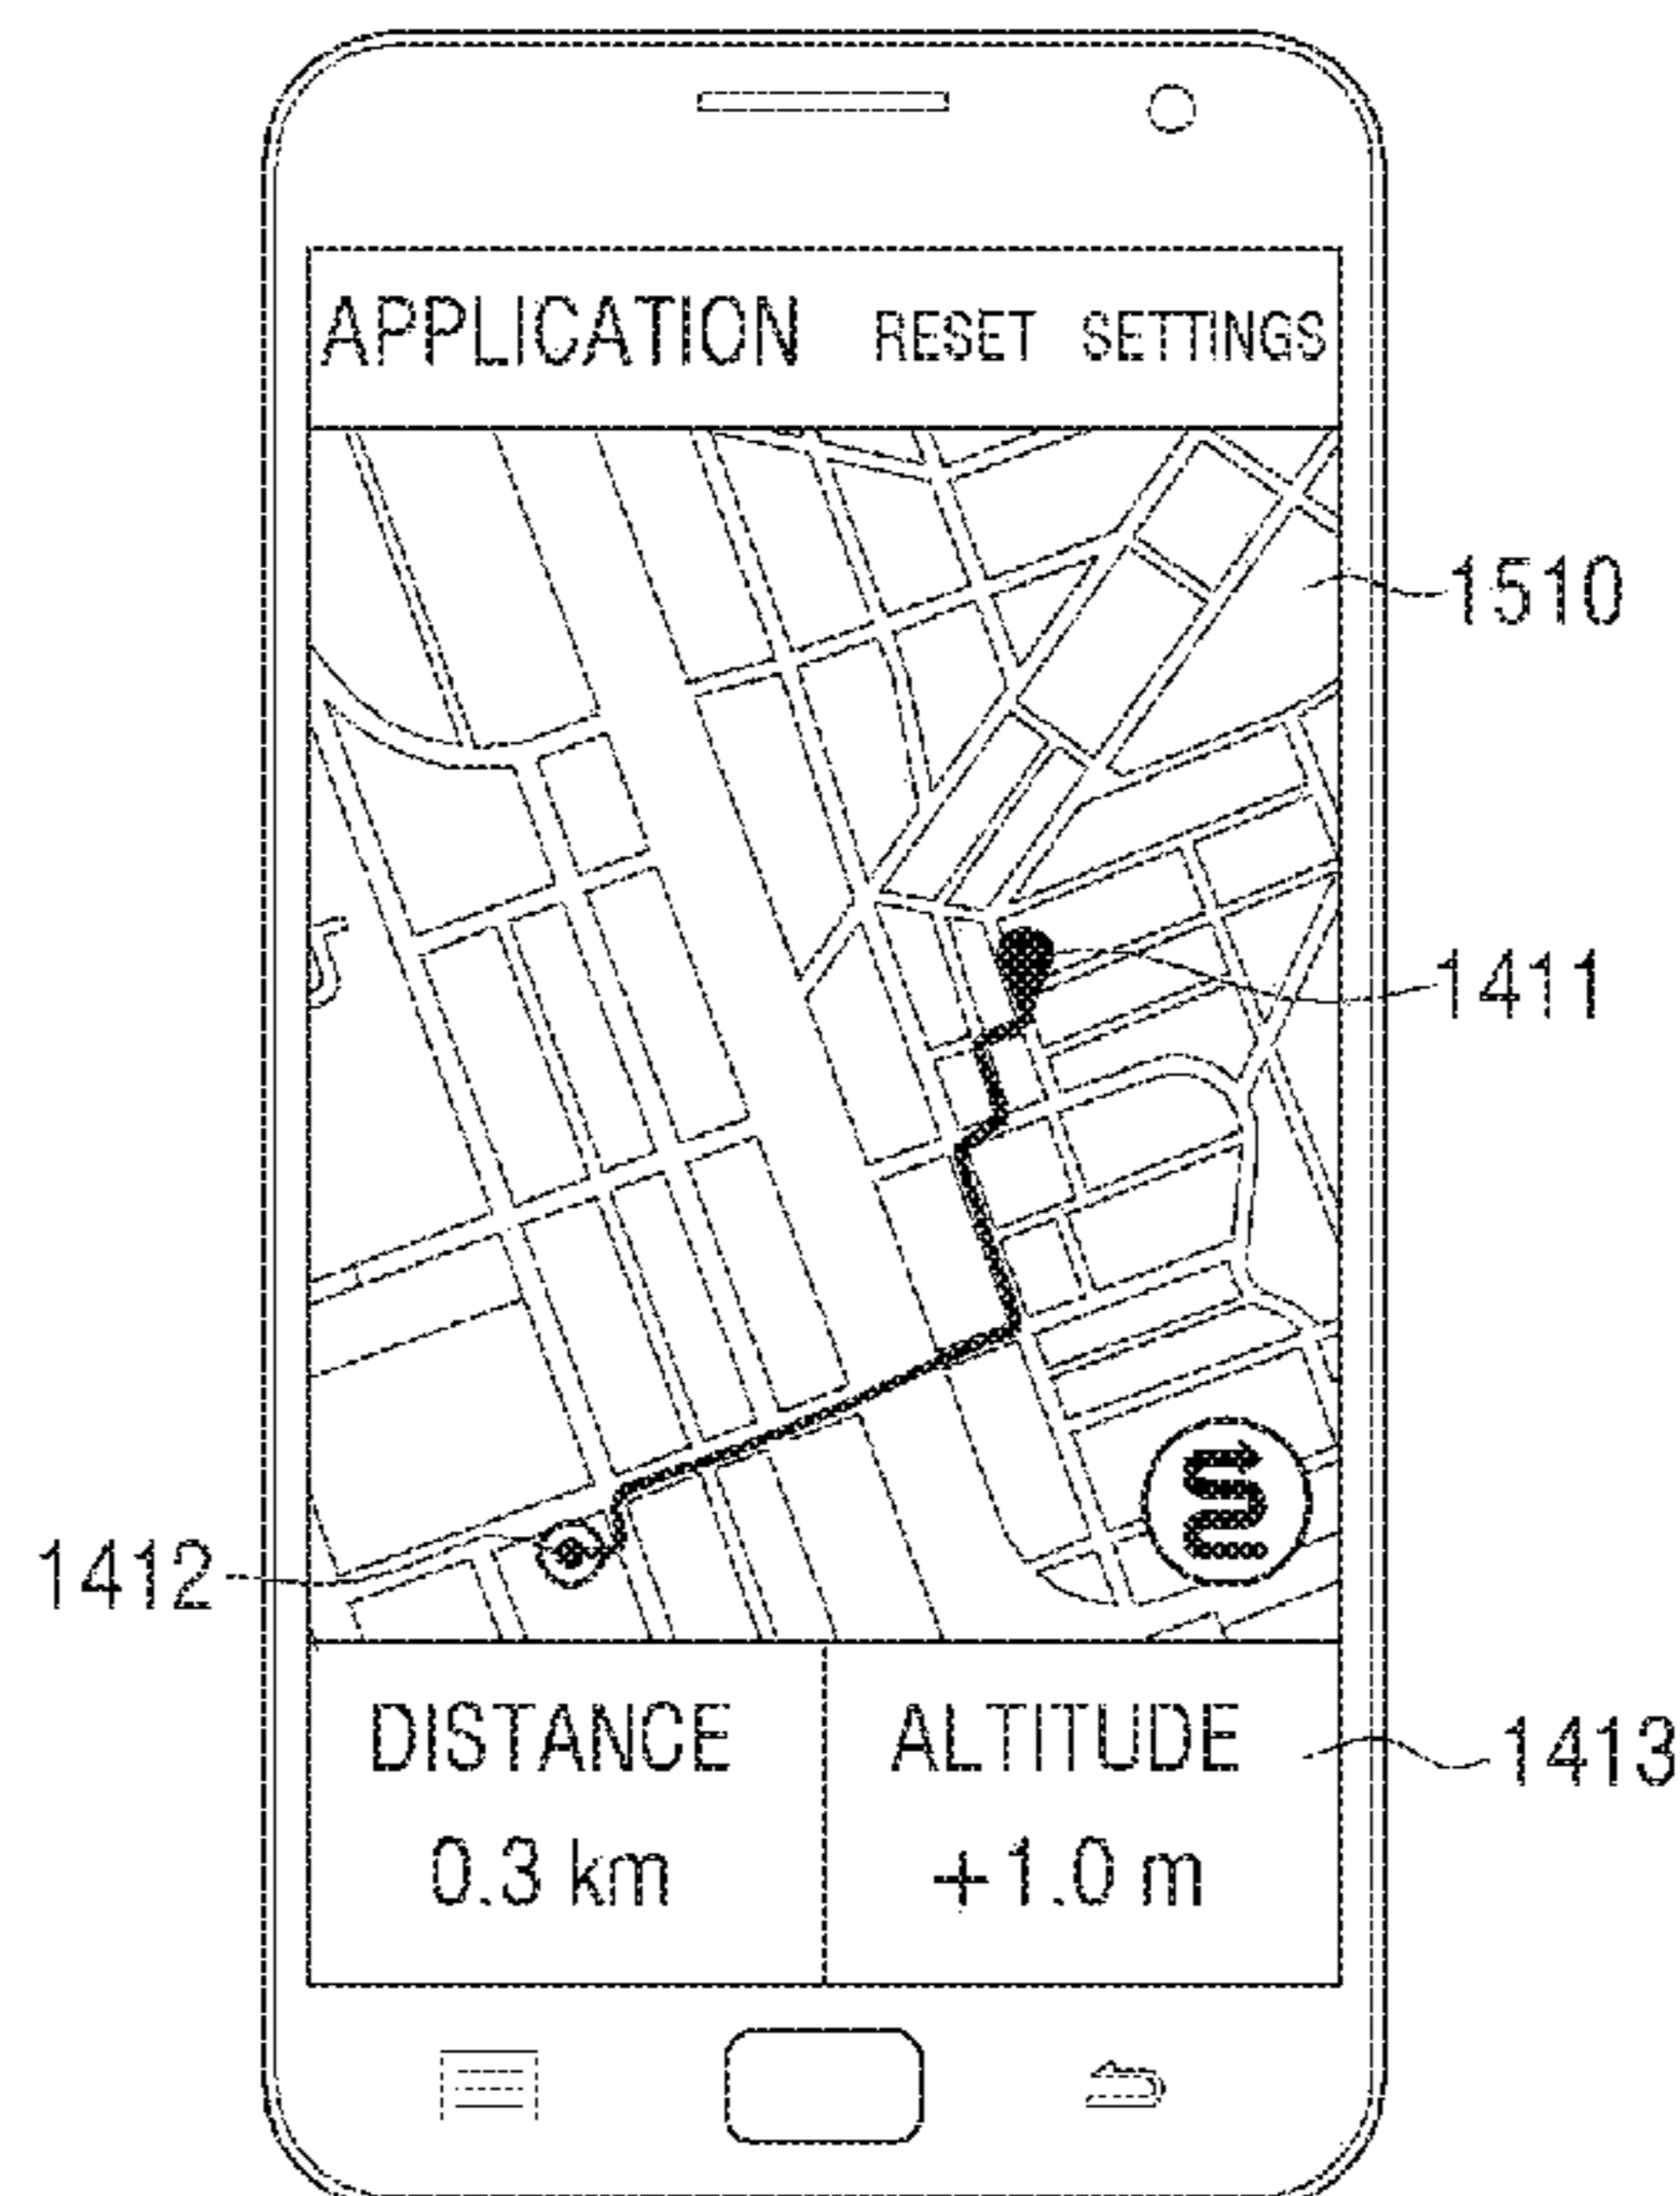 APPLICATION RESET SETTINGS
1510
1411
1412
DISTANCE ALTITUDE
1413
0.3 km +1.0 m